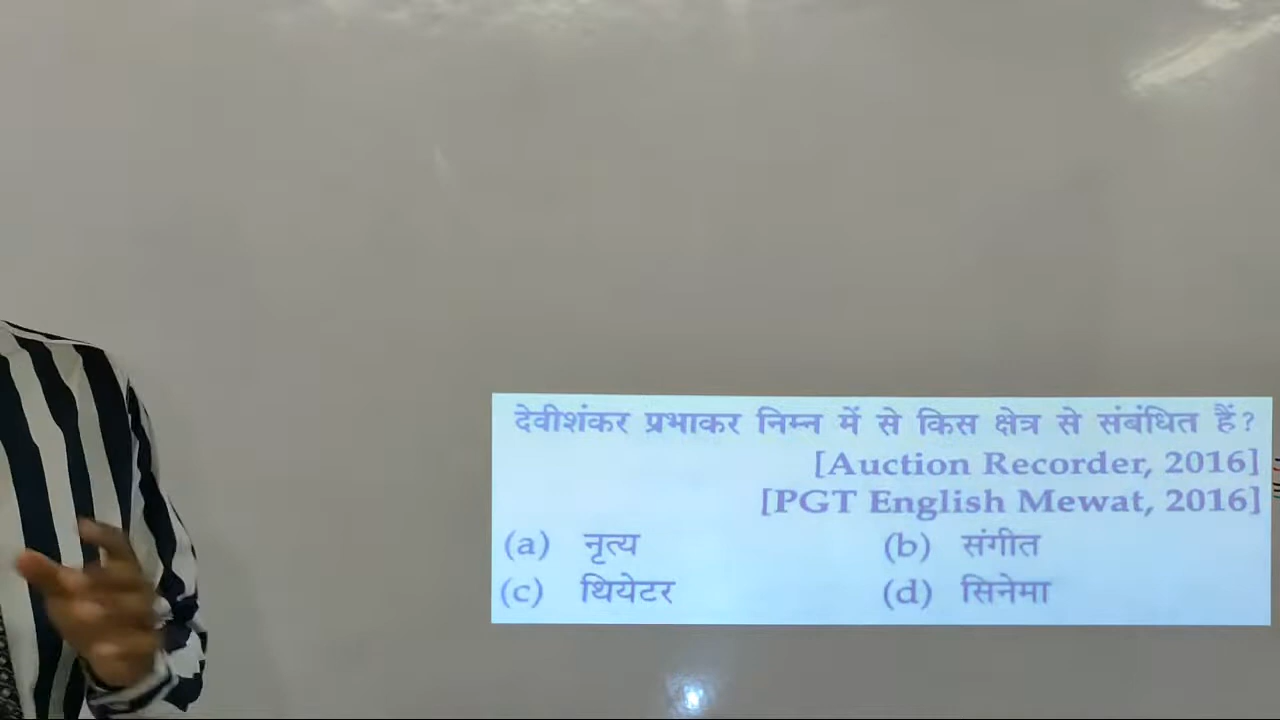 देवीशंकर प्रभाकर निम्न में से किस क्षेत्र से संबंधित हैं?
[Auction Recorder, 2016]
[PGT English Mewat, 2016]
(a) नृत्य (b) संगीत
(c) थियेटर (d) सिनेमा